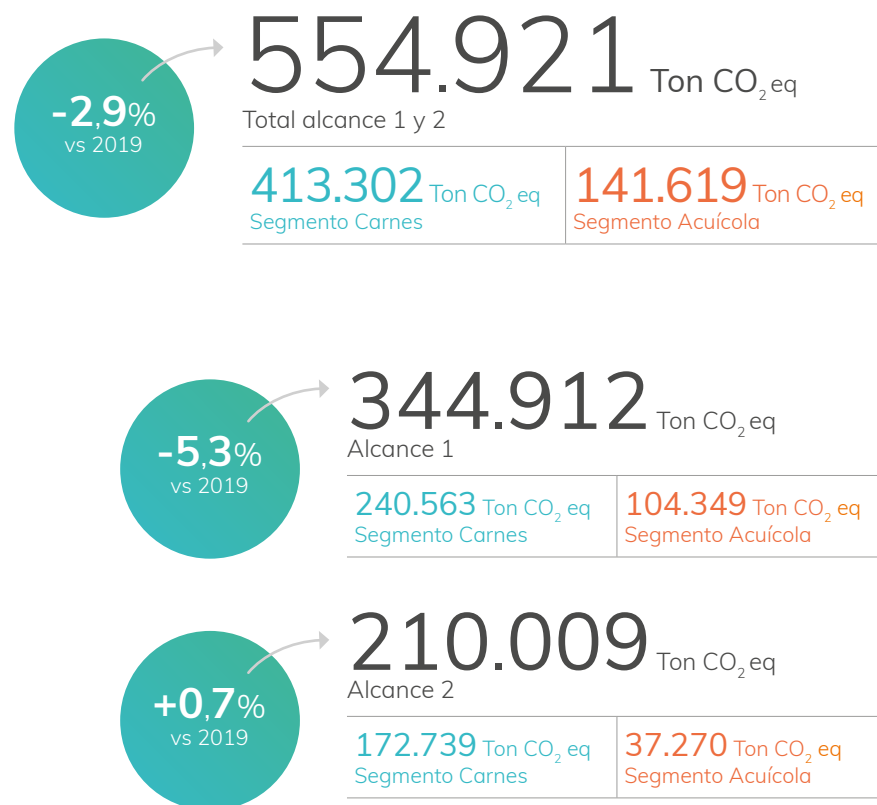 554.921 Ton CO₂ eq
-2,9%
vs 2019
Total alcance 1 y 2
413.302 Ton CO₂ eq
Segmento Carnes
141.619 Ton CO₂ eq
Segmento Acuícola
344.912 Ton CO₂ eq
-5,3%
vs 2019
Alcance 1
240.563 Ton CO₂ eq
Segmento Carnes
104.349 Ton CO₂ eq
Segmento Acuícola
210.009 Ton CO₂ eq
+0,7%
vs 2019
Alcance 2
172.739 Ton CO₂ eq
Segmento Carnes
37.270 Ton CO₂ eq
Segmento Acuícola